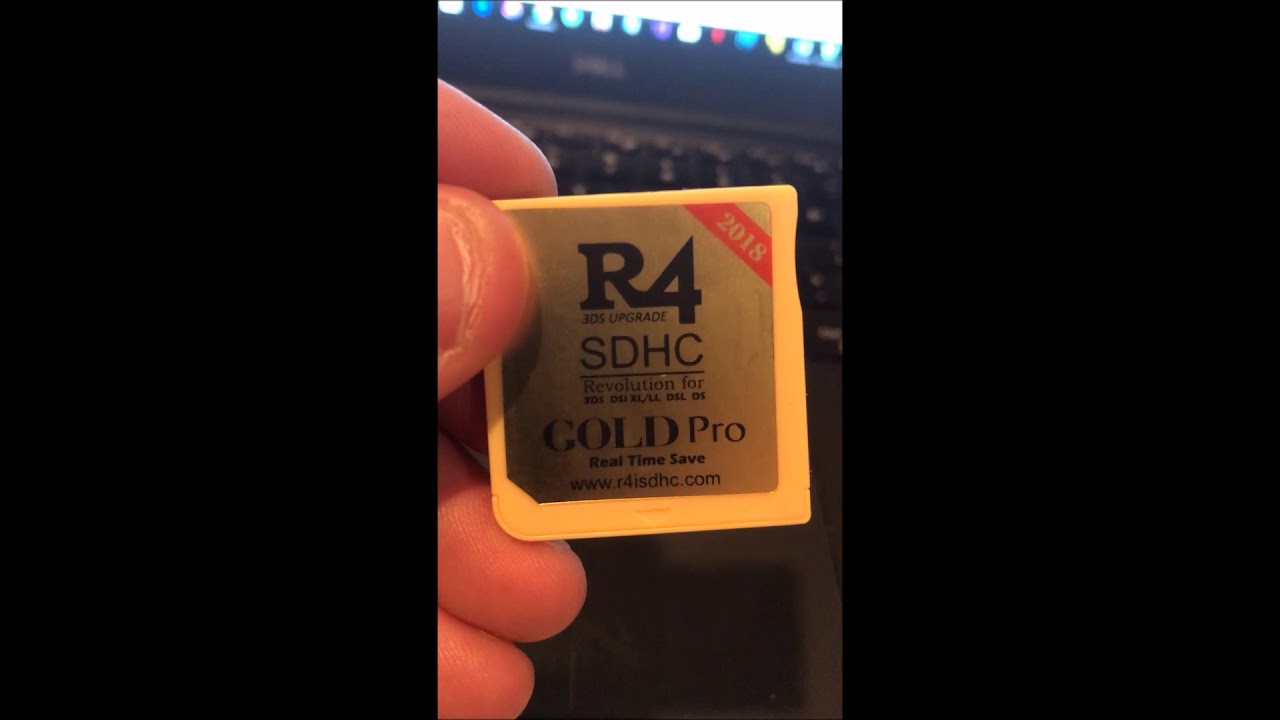 2018
R4
3DS UPGRADE
SDHC
Revolution for
3DS DSI XL/LL DSL DS
GOLD Pro
Real Time Save
www.r4isdhc.com